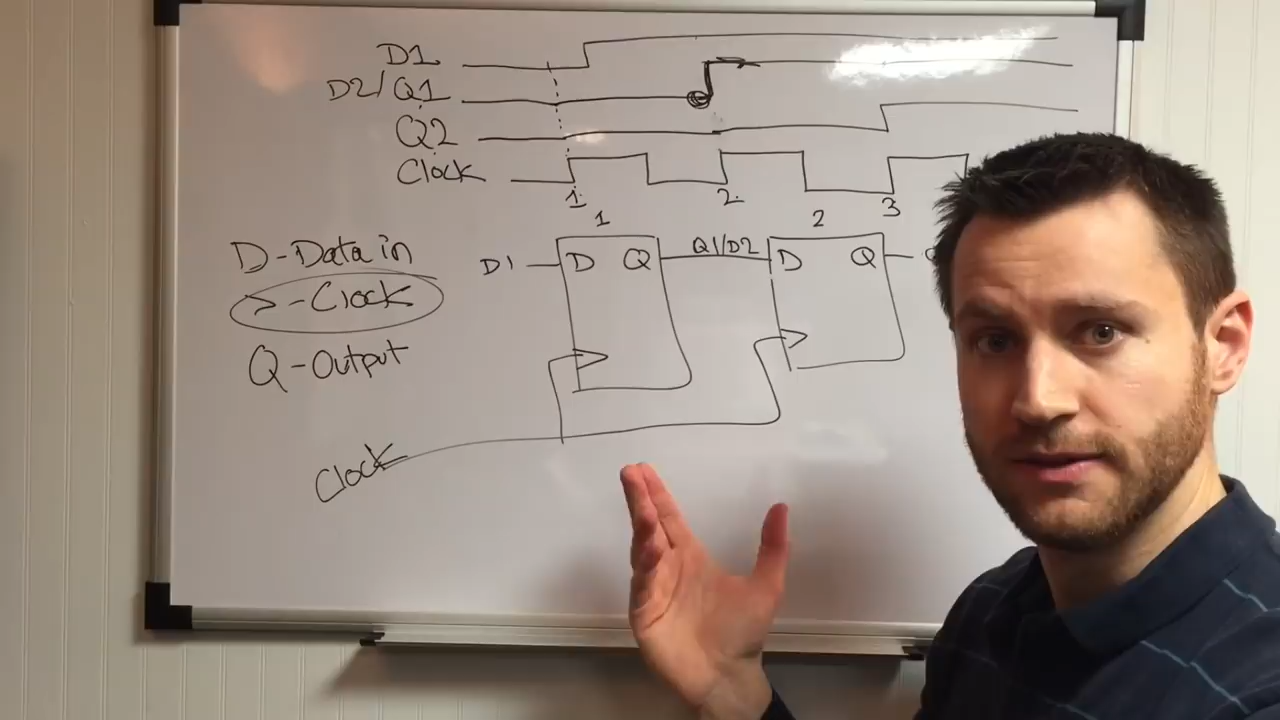 D1
D2/Q1
Q2
Clock
1 2 3
1 2
D-Data in
>-Clock
Q-Output
D1 D Q Q1/D2 D Q
Clock